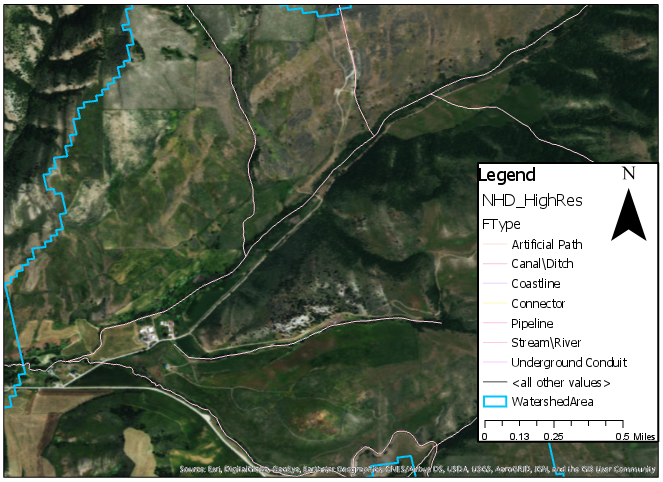 Legend
N
NHD_HighRes
FType
Artificial Path
Canal\Ditch
Coastline
Connector
Pipeline
Stream\River
Underground Conduit
<all other values>
WatershedArea
0 0.13 0.25 0.5 Miles
Source: Esri, DigitalGlobe, GeoEye, Earthstar Geographics, CNES/Airbus DS, USDA, USGS, AeroGRID, IGN, and the GIS User Community